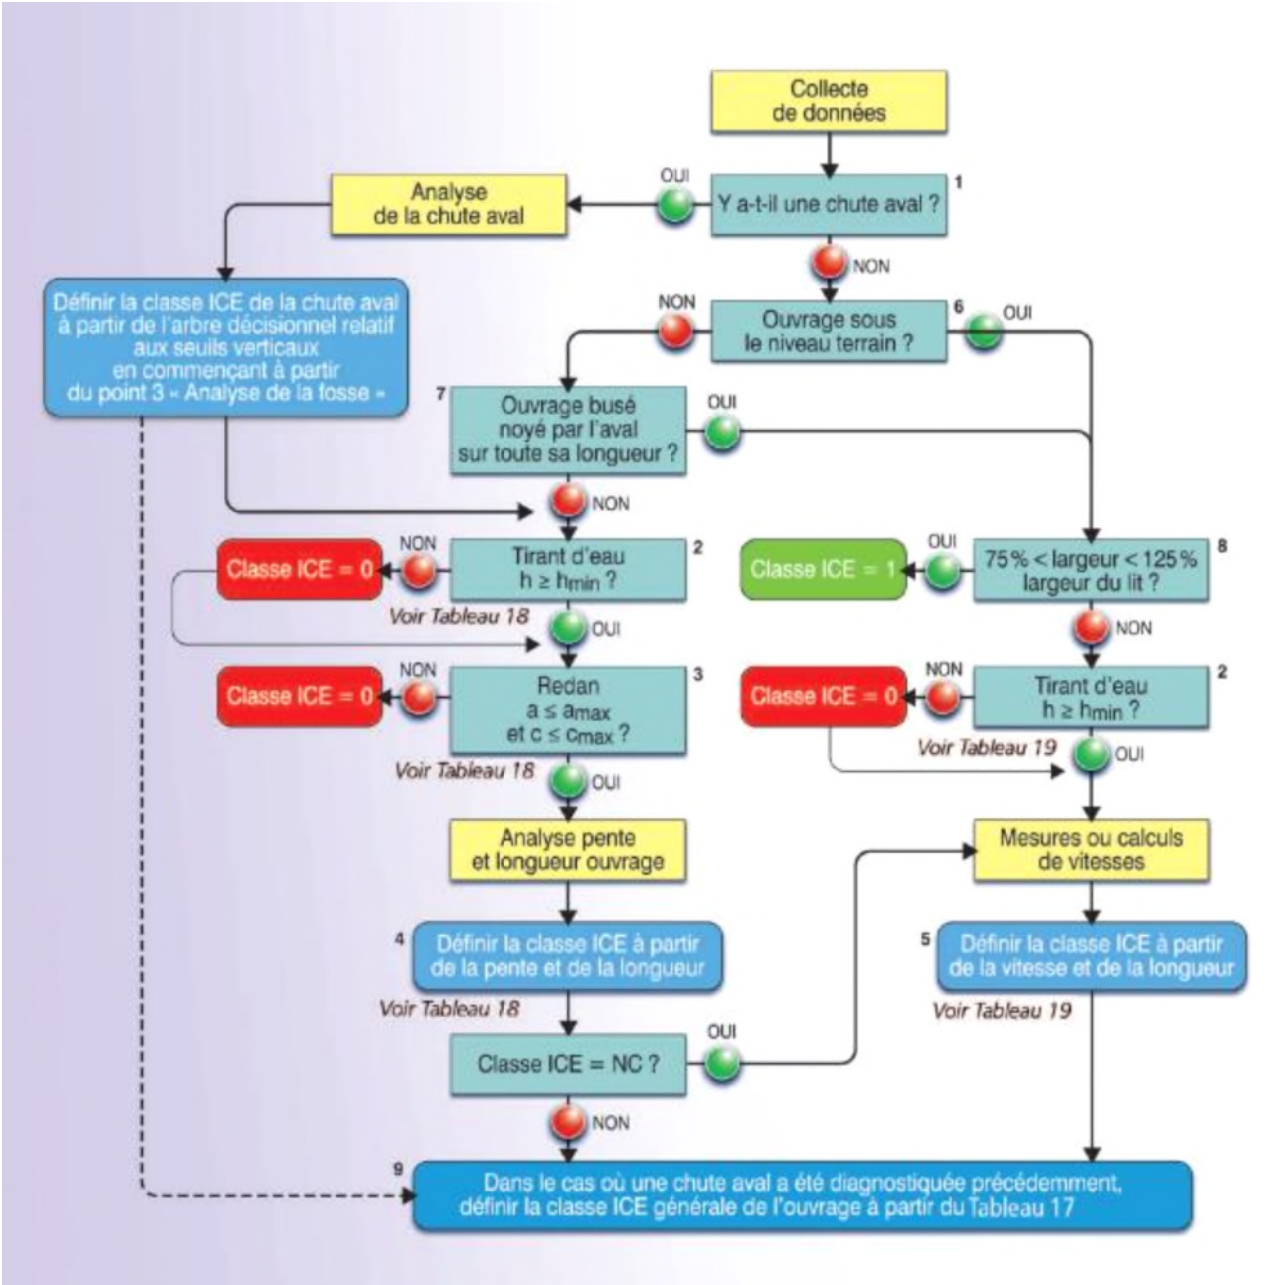 Collecte
de données
OUI
1
Analyse
de la chute aval
Y a-t-il une chute aval ?
NON
Définir la classe ICE de la chute aval
à partir de l'arbre décisionnel relatif
aux seuils verticaux
en commençant à partir
du point 3 « Analyse de la fosse »
NON
6
OUI
Ouvrage sous
le niveau terrain ?
7
OUI
Ouvrage busé
noyé par l'aval
sur toute sa longueur ?
NON
Classe ICE = 0
NON
Tirant d'eau
h ≥ hmin ?
2
Voir Tableau 18
OUI
Classe ICE = 1
OUI
75 % < largeur < 125 %
largeur du lit ?
8
NON
Classe ICE = 0
NON
Redan
a ≤ amax
et c ≤ cmax ?
3
Voir Tableau 18
OUI
Classe ICE = 0
NON
Tirant d'eau
h ≥ hmin ?
2
Voir Tableau 19
OUI
Analyse pente
et longueur ouvrage
Mesures ou calculs
de vitesses
4
Définir la classe ICE à partir
de la pente et de la longueur
Voir Tableau 18
5
Définir la classe ICE à partir
de la vitesse et de la longueur
Voir Tableau 19
Classe ICE = NC ?
OUI
NON
9
Dans le cas où une chute aval a été diagnostiquée précédemment,
définir la classe ICE générale de l'ouvrage à partir du Tableau 17